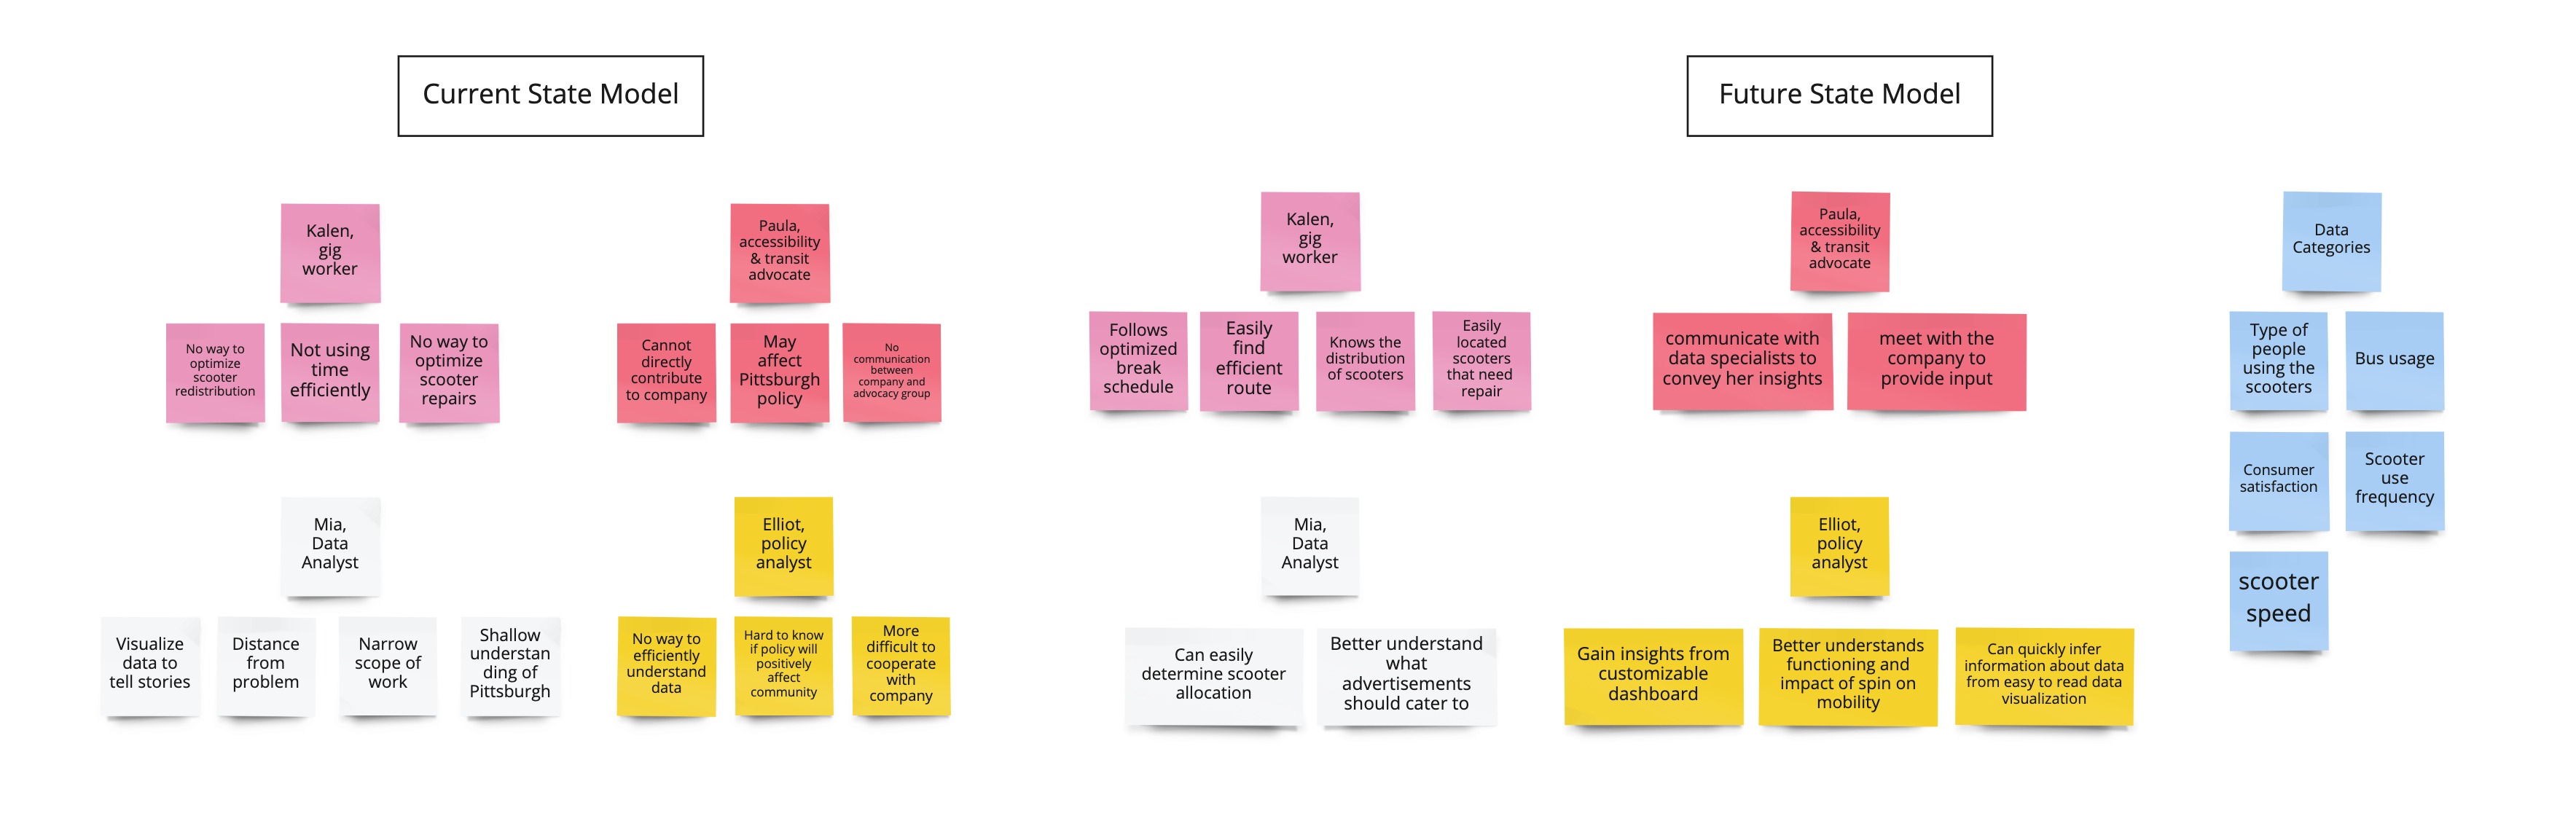 Current State Model
Kalen,
gig
worker
No way to
optimize
scooter
redistribution
Not using
time
efficiently
No way to
optimize
scooter
repairs
Paula,
accessibility
& transit
advocate
Cannot
directly
contribute
to company
May
affect
Pittsburgh
policy
No
communication
between
company and
advocacy group
Mia,
Data
Analyst
Visualize
data to
tell stories
Distance
from
problem
Narrow
scope of
work
Shallow
understan
ding of
Pittsburgh
Elliot,
policy
analyst
No way to
efficiently
understand
data
Hard to know
if policy will
positively
affect
community
More
difficult to
cooperate
with
company
Future State Model
Kalen,
gig
worker
Follows
optimized
break
schedule
Easily
find
efficient
route
Knows the
distribution
of scooters
Easily
located
scooters
that need
repair
Paula,
accessibility
& transit
advocate
communicate with
data specialists to
convey her insights
meet with the
company to
provide input
Mia,
Data
Analyst
Can easily
determine scooter
allocation
Better understand
what
advertisements
should cater to
Elliot,
policy
analyst
Gain insights from
customizable
dashboard
Better understands
functioning and
impact of spin on
mobility
Can quickly infer
information about data
from easy to read data
visualization
Data
Categories
Type of
people
using the
scooters
Bus usage
Consumer
satisfaction
Scooter
use
frequency
scooter
speed